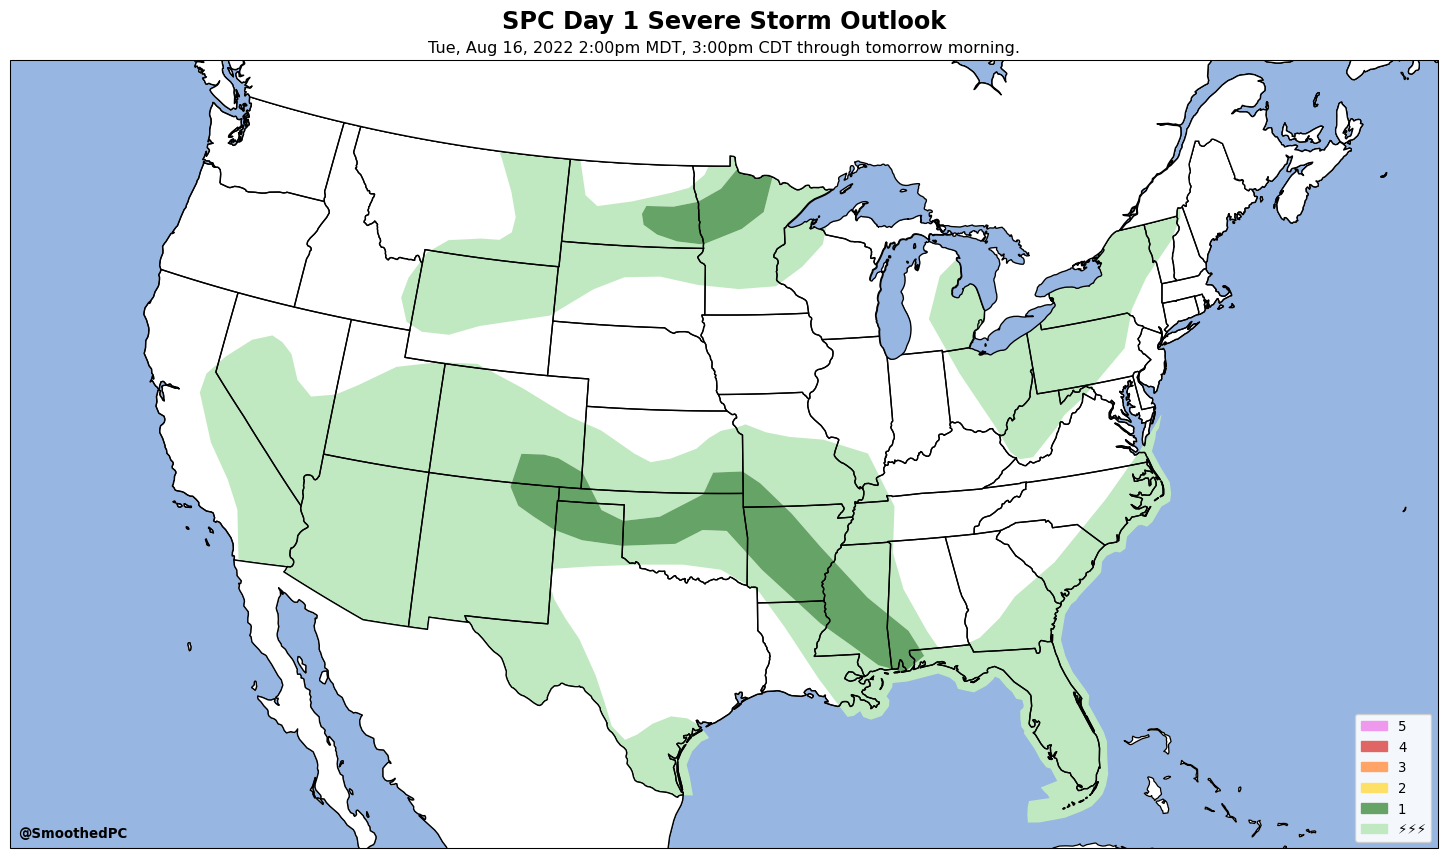 SPC Day 1 Severe Storm Outlook
Tue, Aug 16, 2022 2:00pm MDT, 3:00pm CDT through tomorrow morning.
5
4
3
2
1
⚡⚡⚡
@SmoothedPC